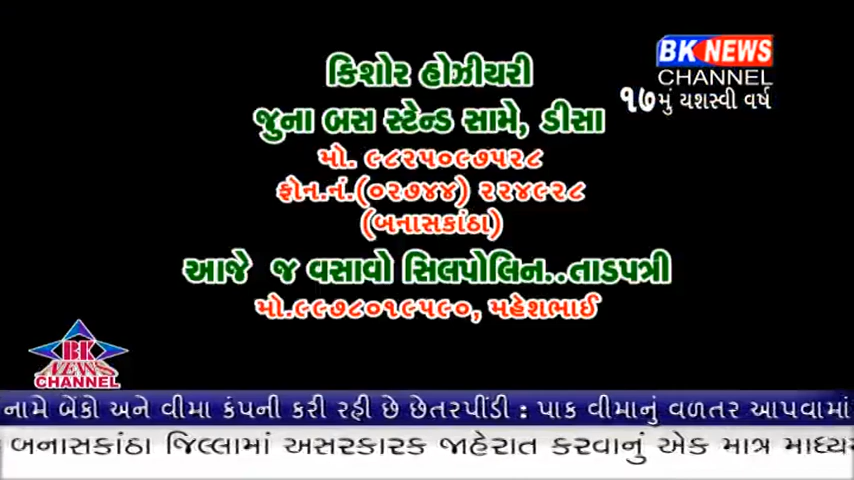 કિશોર હોઝીયરી
BK NEWS
CHANNEL
૧૭મું યશસ્વી વર્ષ
જુના બસ સ્ટેન્ડ સામે, ડીસા
મો. ૯૮૨૫૦૯૭૫૨૮
ફોન.નં.(૦૨૭૪૪) ૨૨૪૯૨૮
(બનાસકાંઠા)
આજે જ વસાવો સિલપોલિન..તાડપત્રી
મો.૯૯૭૮૦૧૯૫૯૦, મહેશભાઈ
BK
NEWS
CHANNEL
નામે બેંકો અને વીમા કંપની કરી રહી છે છેતરપીંડી : પાક વીમાનું વળતર આપવામાં
બનાસકાંઠા જિલ્લામાં અસરકારક જાહેરાત કરવાનું એક માત્ર માધ્ય